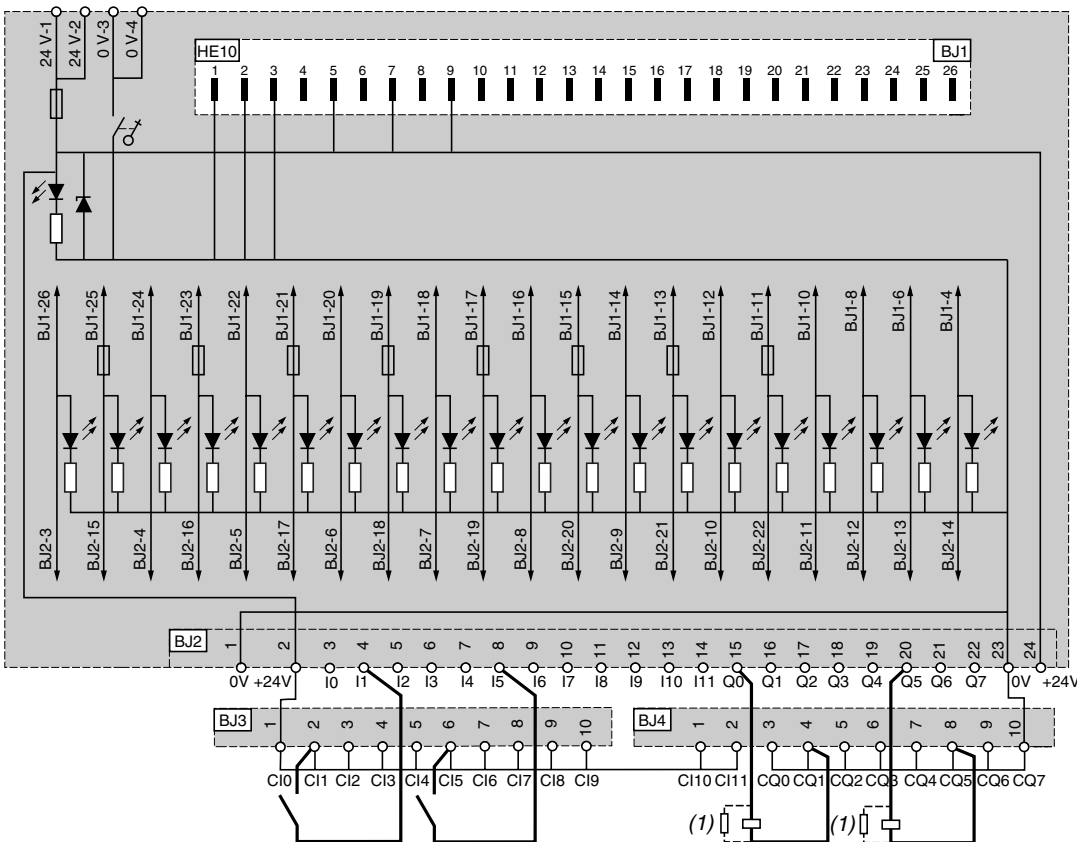 24 V-1 24 V-2 0 V-3 0 V-4
HE10 BJ1
1 2 3 4 5 6 7 8 9 10 11 12 13 14 15 16 17 18 19 20 21 22 23 24 25 26
BJ1-26 BJ1-25 BJ1-24 BJ1-23 BJ1-22 BJ1-21 BJ1-20 BJ1-19 BJ1-18 BJ1-17 BJ1-16 BJ1-15 BJ1-14 BJ1-13 BJ1-12 BJ1-11 BJ1-10 BJ1-8 BJ1-6 BJ1-4
BJ2-3 BJ2-15 BJ2-4 BJ2-16 BJ2-5 BJ2-17 BJ2-6 BJ2-18 BJ2-7 BJ2-19 BJ2-8 BJ2-20 BJ2-9 BJ2-21 BJ2-10 BJ2-22 BJ2-11 BJ2-12 BJ2-13 BJ2-14
BJ2 1 2 3 4 5 6 7 8 9 10 11 12 13 14 15 16 17 18 19 20 21 22 23 24
0V +24V I0 I1 I2 I3 I4 I5 I6 I7 I8 I9 I10 I11 Q0 Q1 Q2 Q3 Q4 Q5 Q6 Q7 0V +24V
BJ3 1 2 3 4 5 6 7 8 9 10 BJ4 1 2 3 4 5 6 7 8 9 10
CI0 CI1 CI2 CI3 CI4 CI5 CI6 CI7 CI8 CI9 CI10 CI11 CQ0 CQ1 CQ2 CQ3 CQ4 CQ5 CQ6 CQ7
(1) (1)